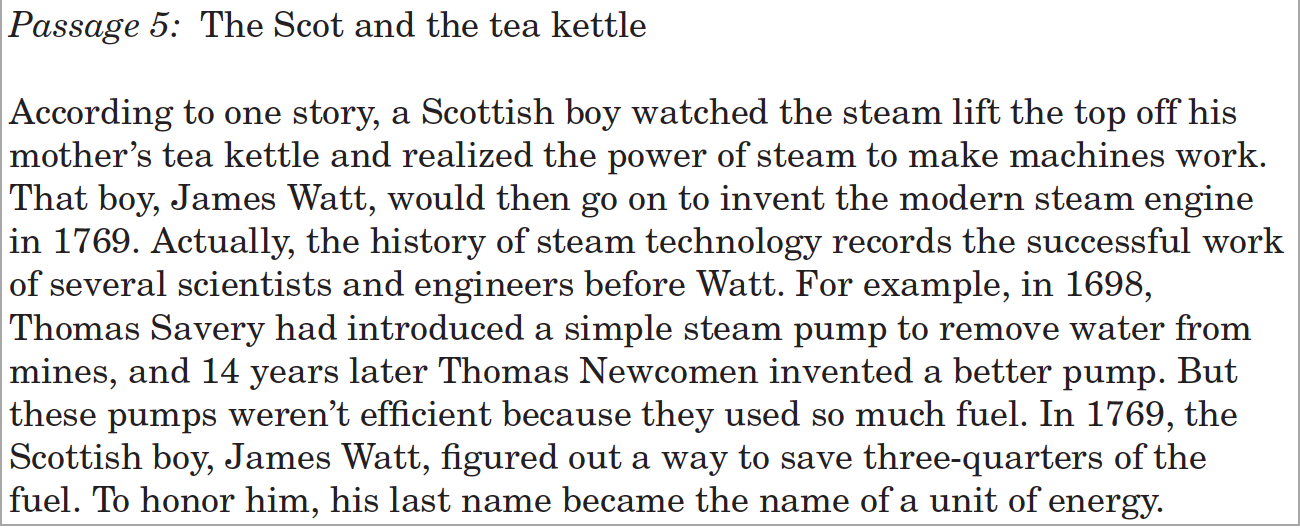 Passage 5: The Scot and the tea kettle
According to one story, a Scottish boy watched the steam lift the top off his
mother’s tea kettle and realized the power of steam to make machines work.
That boy, James Watt, would then go on to invent the modern steam engine
in 1769. Actually, the history of steam technology records the successful work
of several scientists and engineers before Watt. For example, in 1698,
Thomas Savery had introduced a simple steam pump to remove water from
mines, and 14 years later Thomas Newcomen invented a better pump. But
these pumps weren’t efficient because they used so much fuel. In 1769, the
Scottish boy, James Watt, figured out a way to save three-quarters of the
fuel. To honor him, his last name became the name of a unit of energy.